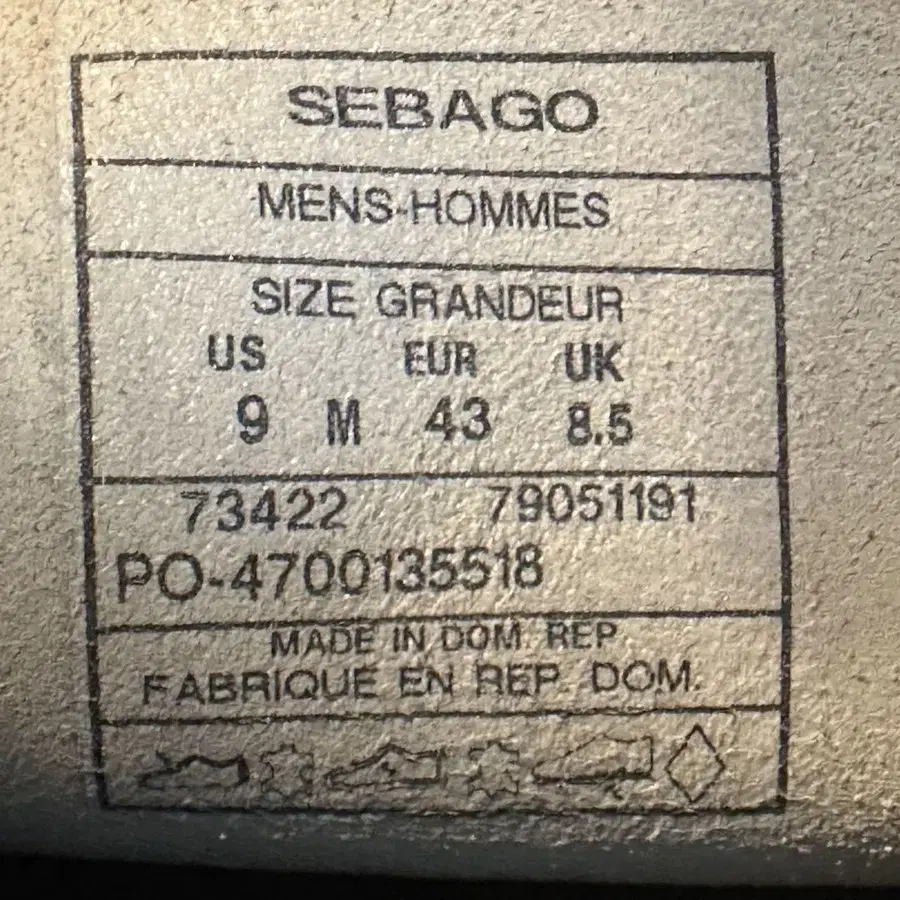 SEBAGO
MENS-HOMMES
SIZE GRANDEUR
US EUR UK
9 M 43 8.5
73422 79051191
PO-4700135518
MADE IN DOM. REP
FABRIQUE EN REP. DOM.